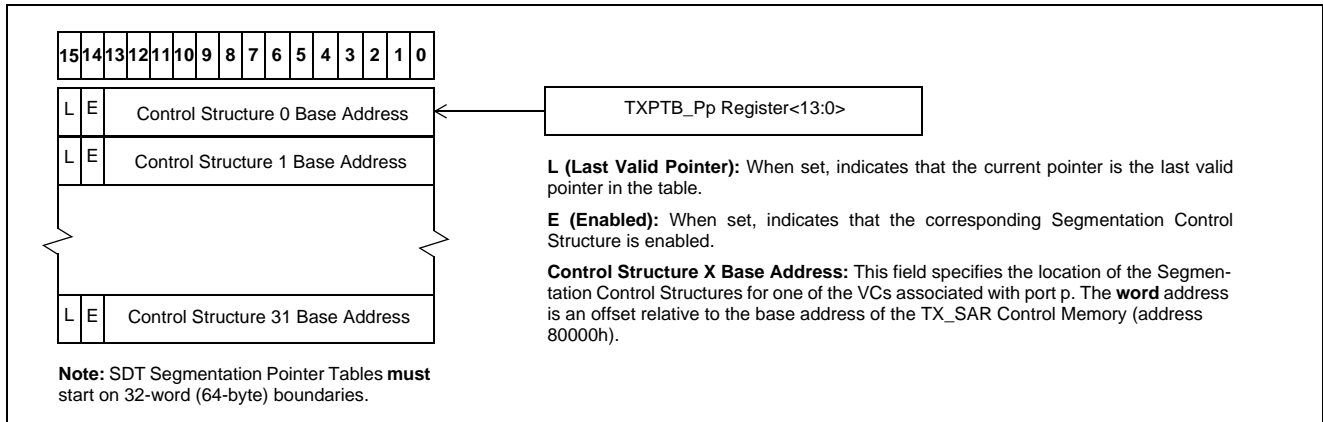 15 14 13 12 11 10 9 8 7 6 5 4 3 2 1 0
L E Control Structure 0 Base Address
TXPTB_Pp Register<13:0>
L E Control Structure 1 Base Address
L E Control Structure 31 Base Address
Note: SDT Segmentation Pointer Tables must
start on 32-word (64-byte) boundaries.
L (Last Valid Pointer): When set, indicates that the current pointer is the last valid
pointer in the table.
E (Enabled): When set, indicates that the corresponding Segmentation Control
Structure is enabled.
Control Structure X Base Address: This field specifies the location of the Segmen-
tation Control Structures for one of the VCs associated with port p. The word address
is an offset relative to the base address of the TX_SAR Control Memory (address
80000h).